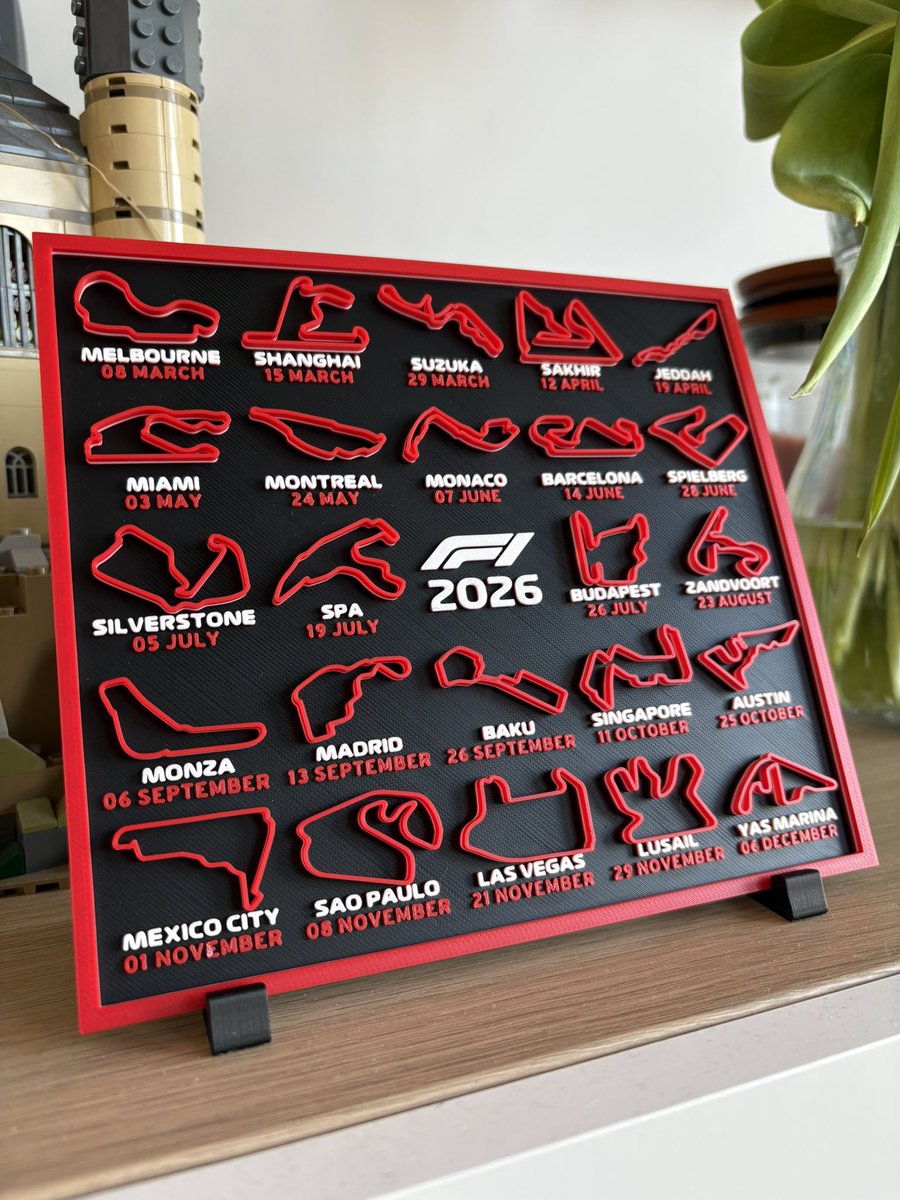 MELBOURNE
08 MARCH
SHANGHAI
15 MARCH
SUZUKA
29 MARCH
SAKHIR
12 APRIL
JEDDAH
19 APRIL
MIAMI
03 MAY
MONTREAL
24 MAY
MONACO
07 JUNE
BARCELONA
14 JUNE
SPIELBERG
28 JUNE
SILVERSTONE
05 JULY
SPA
19 JULY
F1
2026
BUDAPEST
26 JULY
ZANDVOORT
23 AUGUST
MONZA
06 SEPTEMBER
MADRID
13 SEPTEMBER
BAKU
26 SEPTEMBER
SINGAPORE
11 OCTOBER
AUSTIN
25 OCTOBER
MEXICO CITY
01 NOVEMBER
SAO PAULO
08 NOVEMBER
LAS VEGAS
21 NOVEMBER
LUSAIL
29 NOVEMBER
YAS MARINA
06 DECEMBER